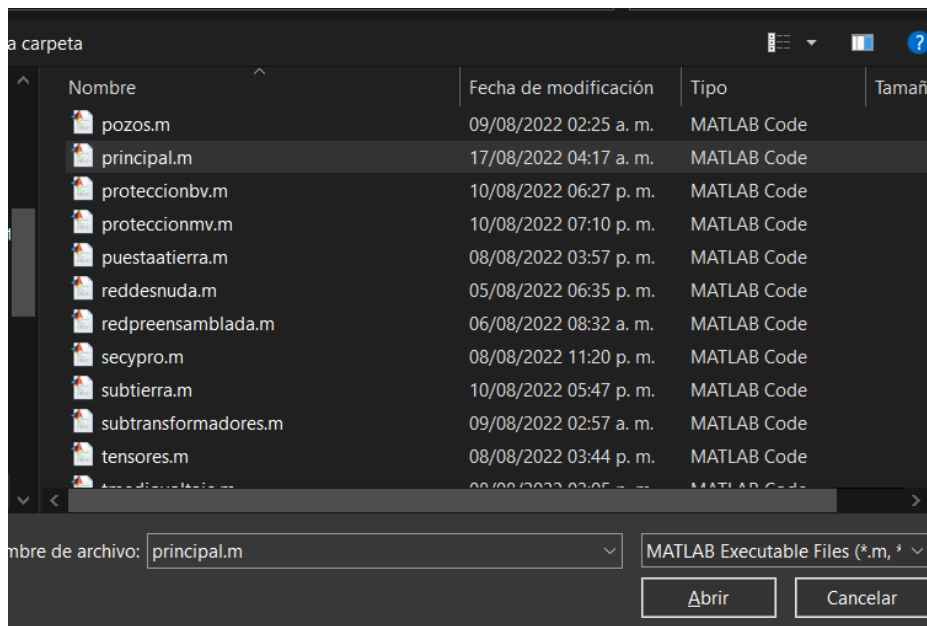 a carpeta
Nombre Fecha de modificación Tipo Tamañ
pozos.m 09/08/2022 02:25 a. m. MATLAB Code
principal.m 17/08/2022 04:17 a. m. MATLAB Code
proteccionbv.m 10/08/2022 06:27 p. m. MATLAB Code
proteccionmv.m 10/08/2022 07:10 p. m. MATLAB Code
puestaatierra.m 08/08/2022 03:57 p. m. MATLAB Code
reddesnuda.m 05/08/2022 06:35 p. m. MATLAB Code
redpreensamblada.m 06/08/2022 08:32 a. m. MATLAB Code
secypro.m 08/08/2022 11:20 p. m. MATLAB Code
subtierra.m 10/08/2022 05:47 p. m. MATLAB Code
subtransformadores.m 09/08/2022 02:57 a. m. MATLAB Code
tensores.m 08/08/2022 03:44 p. m. MATLAB Code
mbre de archivo: principal.m MATLAB Executable Files (*.m, *
Abrir Cancelar